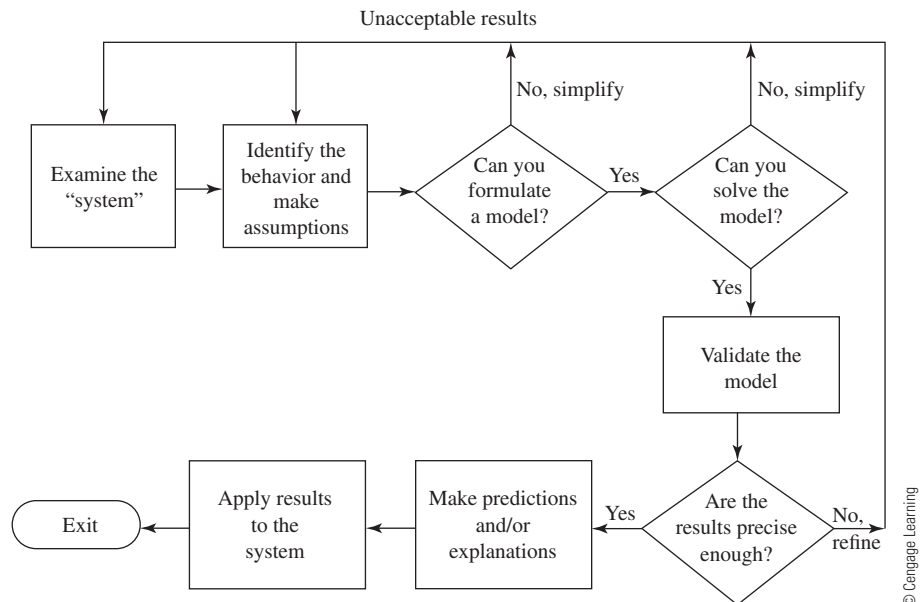 Unacceptable results
No, simplify
No, simplify
Examine the
“system”
Identify the
behavior and
make
assumptions
Can you
formulate
a model?
Yes
Can you
solve the
model?
Yes
Validate the
model
Are the
results precise
enough?
No,
refine
Yes
Make predictions
and/or
explanations
Apply results
to the
system
Exit
© Cengage Learning